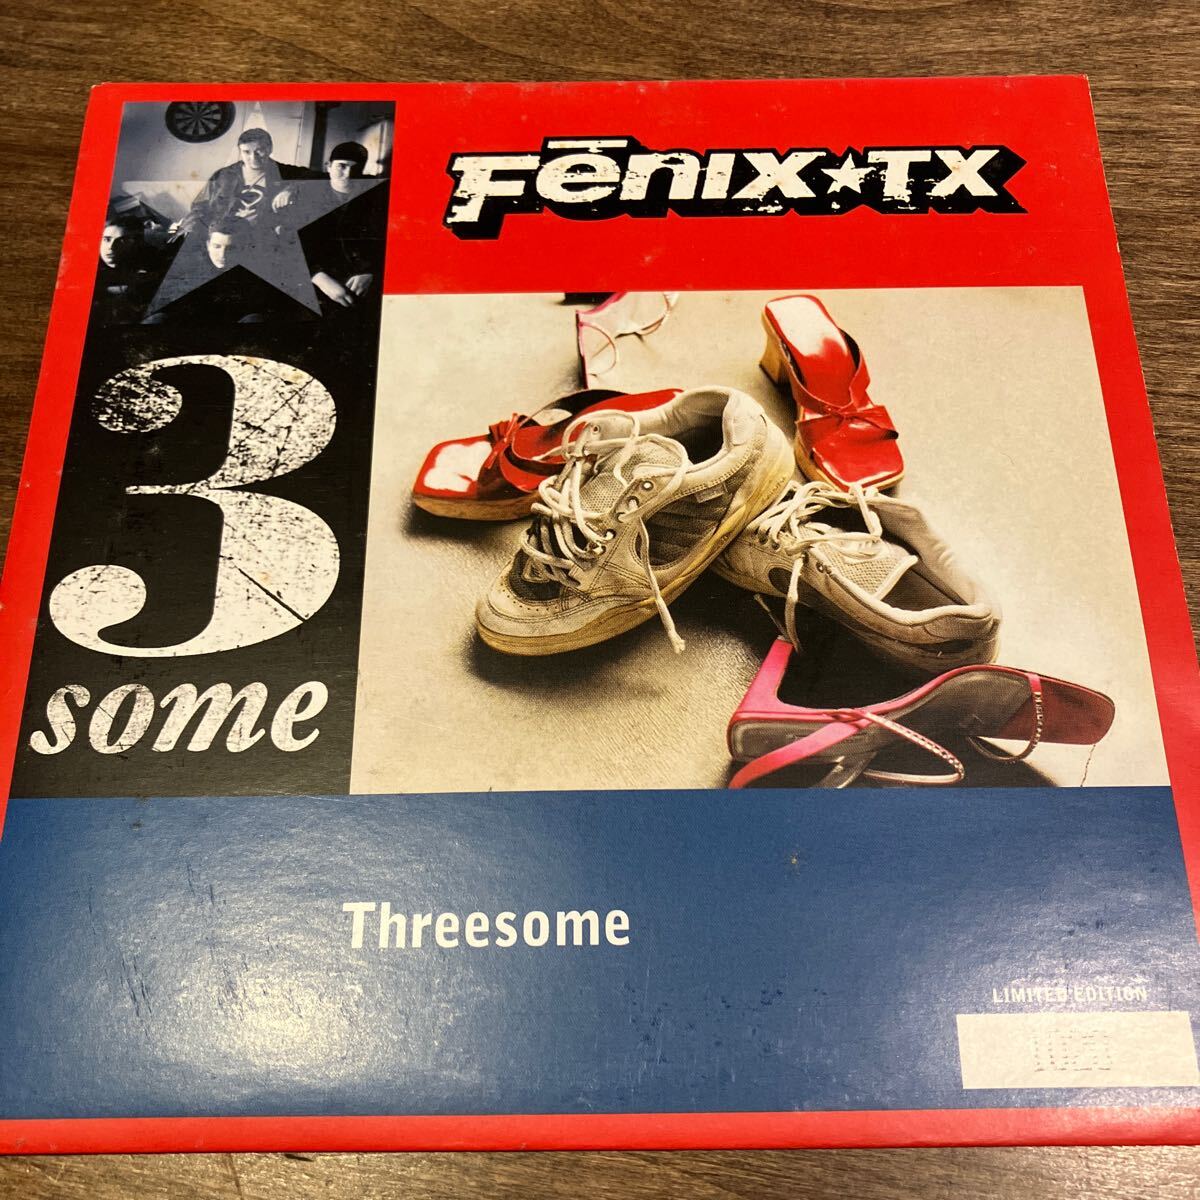 FēNIX★TX
3
some
Threesome
LIMITED EDITION